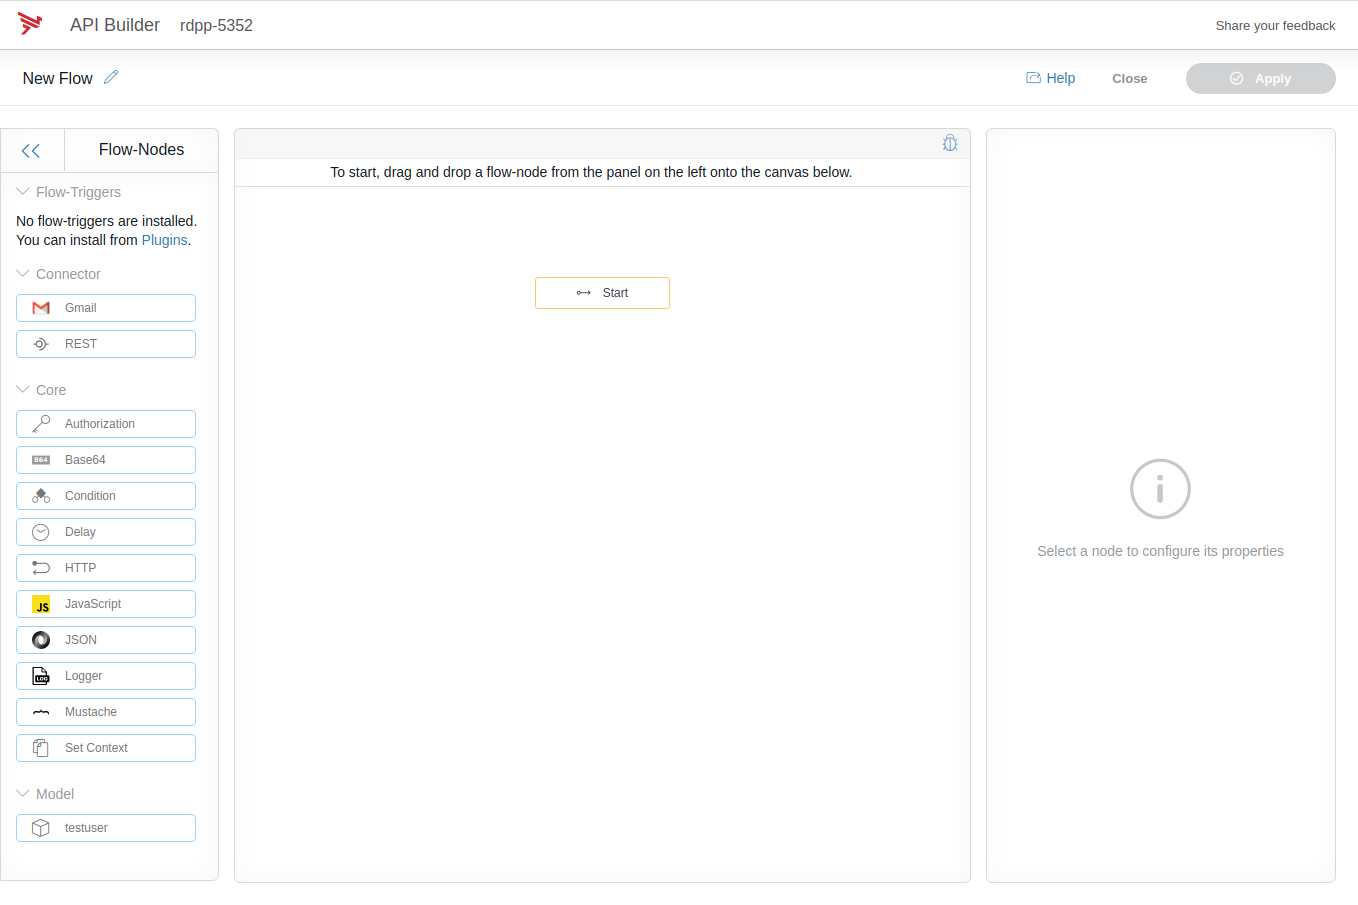 API Builder rdpp-5352
Share your feedback
New Flow
Help
Close
Apply
Flow-Nodes
Flow-Triggers
No flow-triggers are installed.
You can install from Plugins.
Connector
Gmail
REST
Core
Authorization
B64 Base64
Condition
Delay
HTTP
JS JavaScript
JSON
LOG Logger
Mustache
Set Context
Model
testuser
To start, drag and drop a flow-node from the panel on the left onto the canvas below.
Start
Select a node to configure its properties